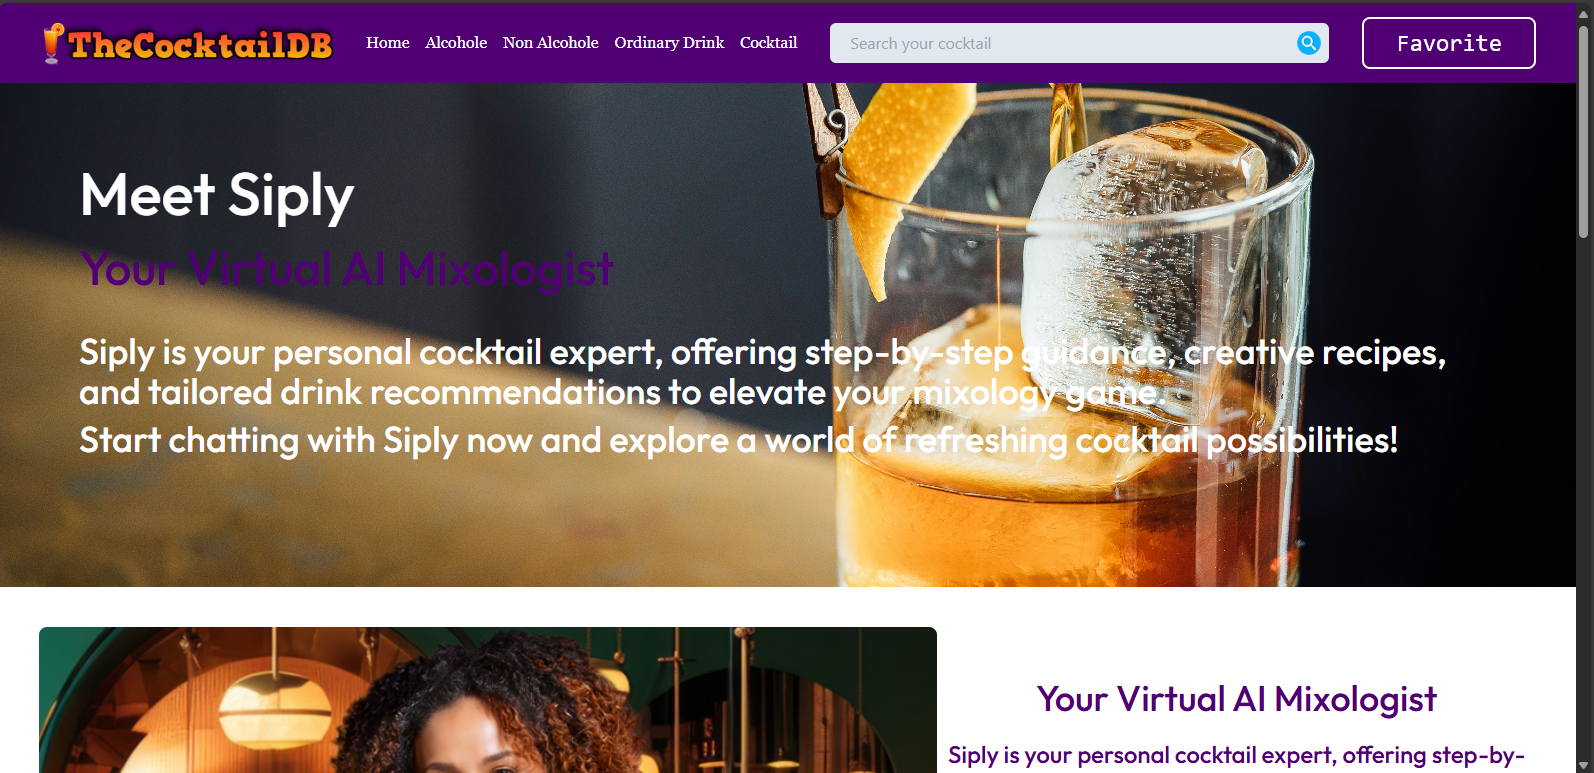 TheCocktailDB
Home Alcohole Non Alcohole Ordinary Drink Cocktail
Search your cocktail
Favorite
Meet Siply
Your Virtual AI Mixologist
Siply is your personal cocktail expert, offering step-by-step guidance, creative recipes,
and tailored drink recommendations to elevate your mixology game.
Start chatting with Siply now and explore a world of refreshing cocktail possibilities!
Your Virtual AI Mixologist
Siply is your personal cocktail expert, offering step-by-